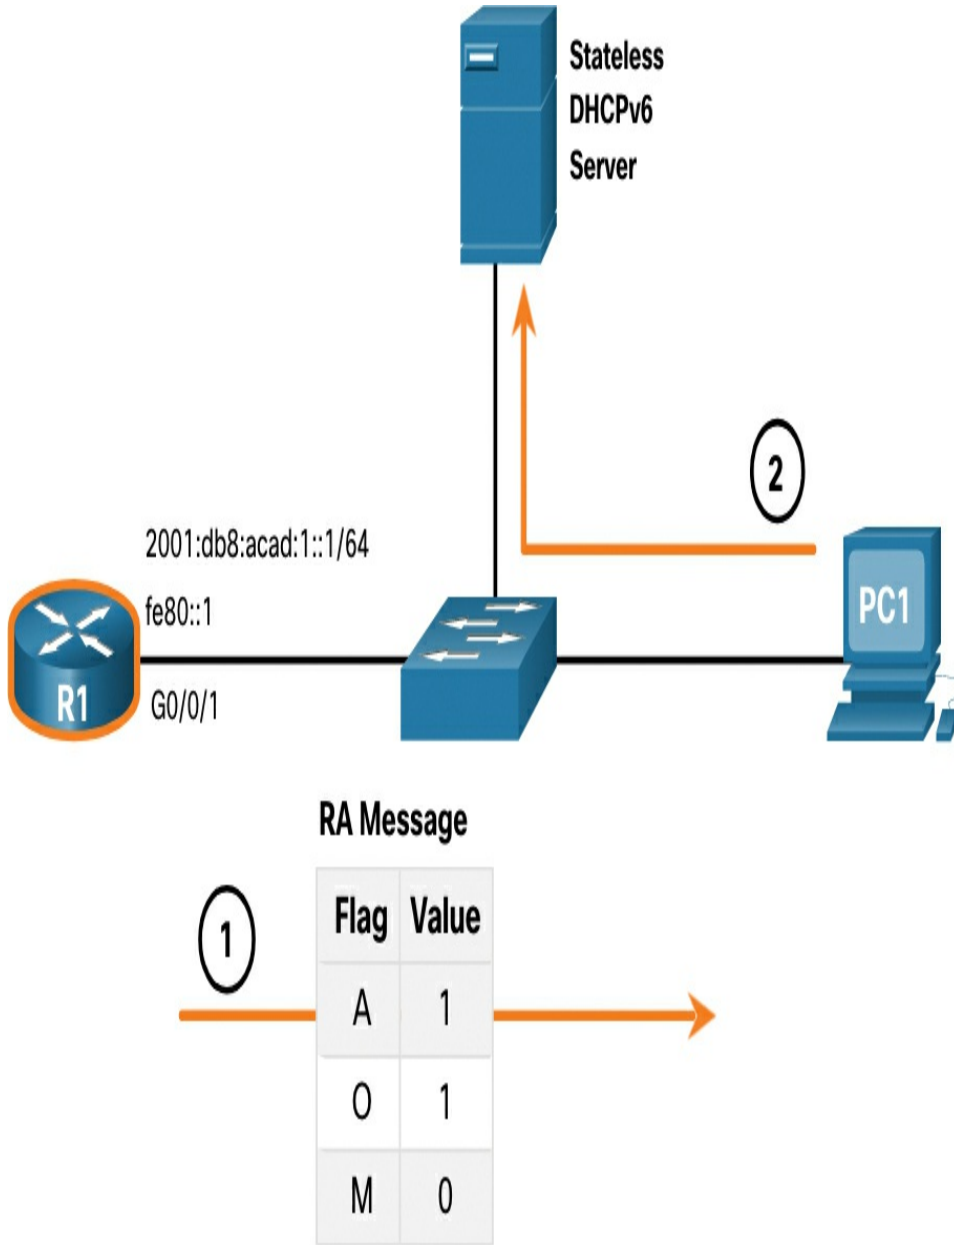 Stateless
DHCPv6
Server
2
2001:db8:acad:1::1/64
fe80::1
PC1
R1
G0/0/1
RA Message
1
Flag Value
A 1
O 1
M 0